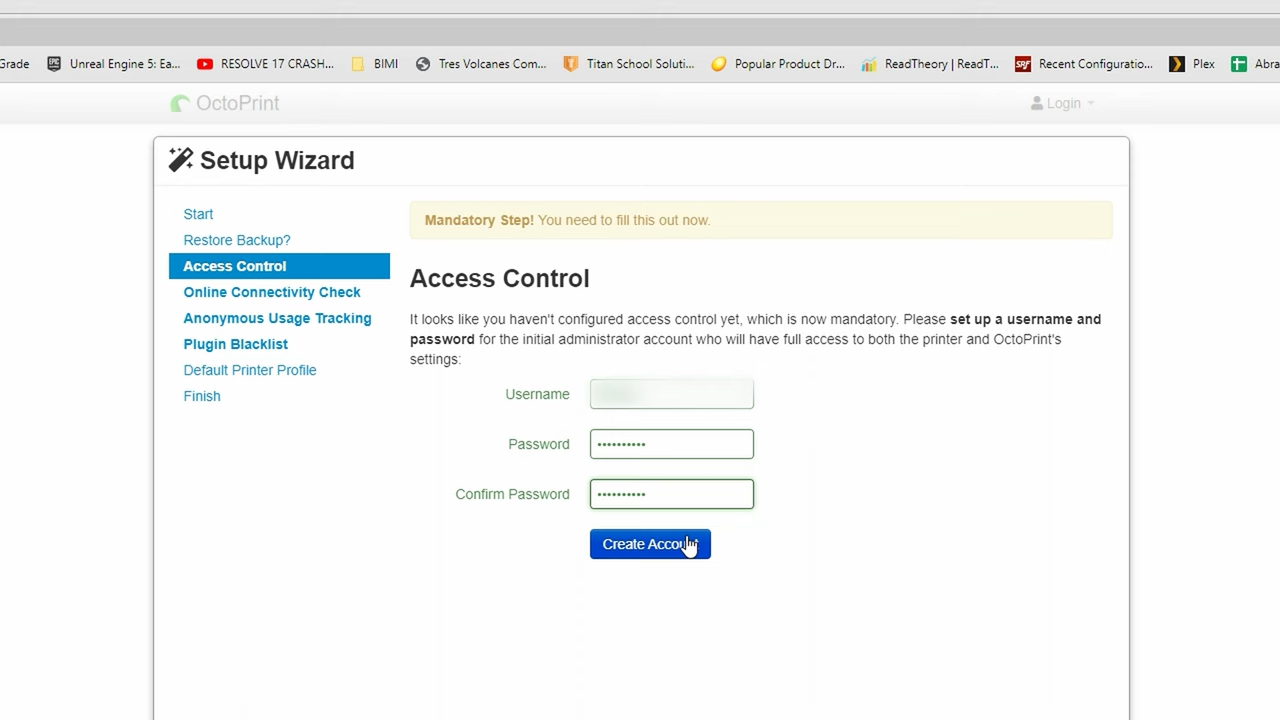 Grade Unreal Engine 5: Ea... RESOLVE 17 CRASH... BIMI Tres Volcanes Com... Titan School Soluti... Popular Product Dr... ReadTheory | ReadT... SRF Recent Configuratio... Plex Abra
OctoPrint Login
Setup Wizard
Start
Restore Backup?
Access Control
Online Connectivity Check
Anonymous Usage Tracking
Plugin Blacklist
Default Printer Profile
Finish
Mandatory Step! You need to fill this out now.
Access Control
It looks like you haven't configured access control yet, which is now mandatory. Please set up a username and
password for the initial administrator account who will have full access to both the printer and OctoPrint's
settings:
Username
Password ••••••••••
Confirm Password ••••••••••
Create Account